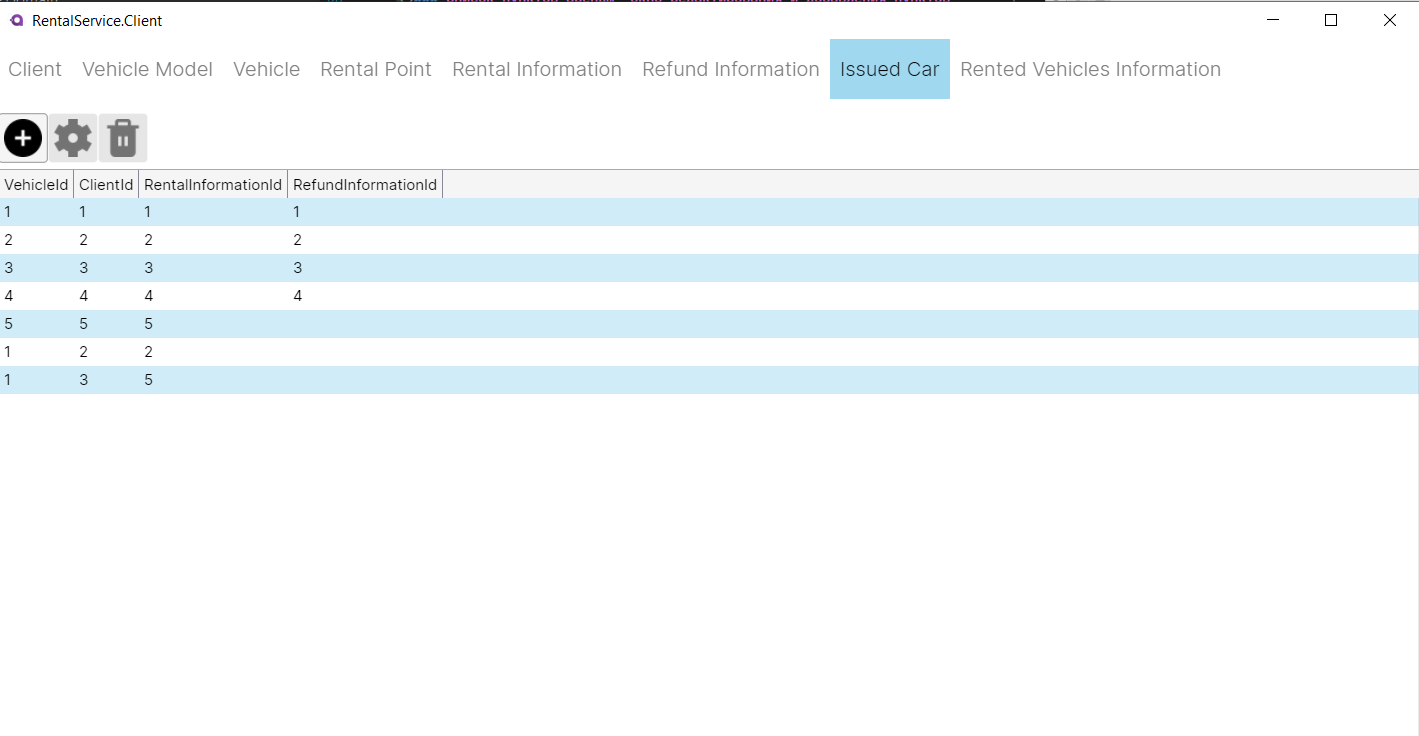 RentalService.Client
Client Vehicle Model Vehicle Rental Point Rental Information Refund Information Issued Car Rented Vehicles Information
VehicleId ClientId RentalInformationId RefundInformationId
1 1 1 1
2 2 2 2
3 3 3 3
4 4 4 4
5 5 5
1 2 2
1 3 5